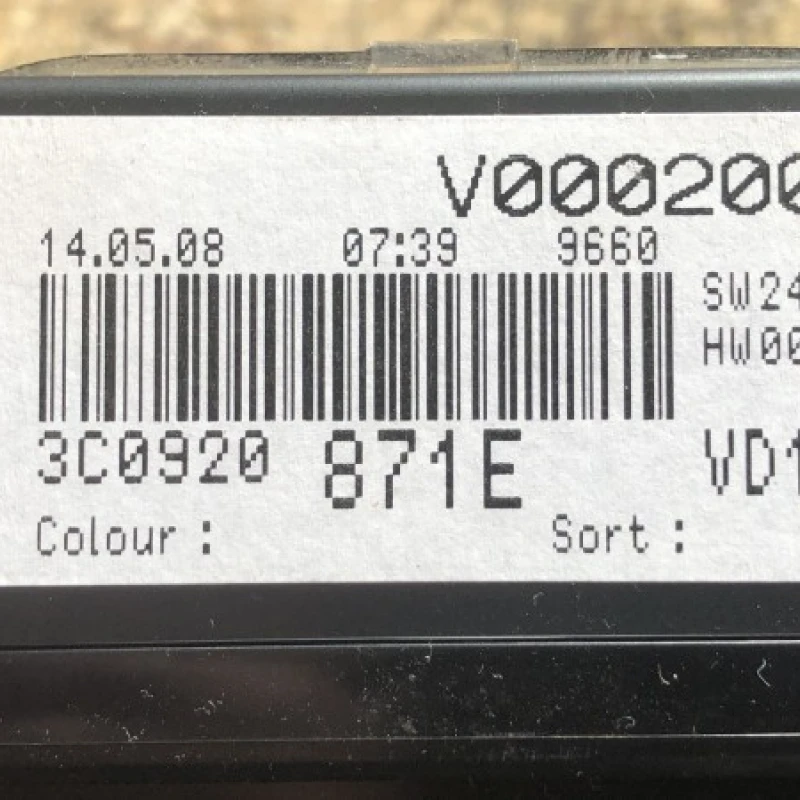 V000200
14.05.08 07:39 9660
SW24
HW00
3C0920 871E VD1
Colour : Sort :